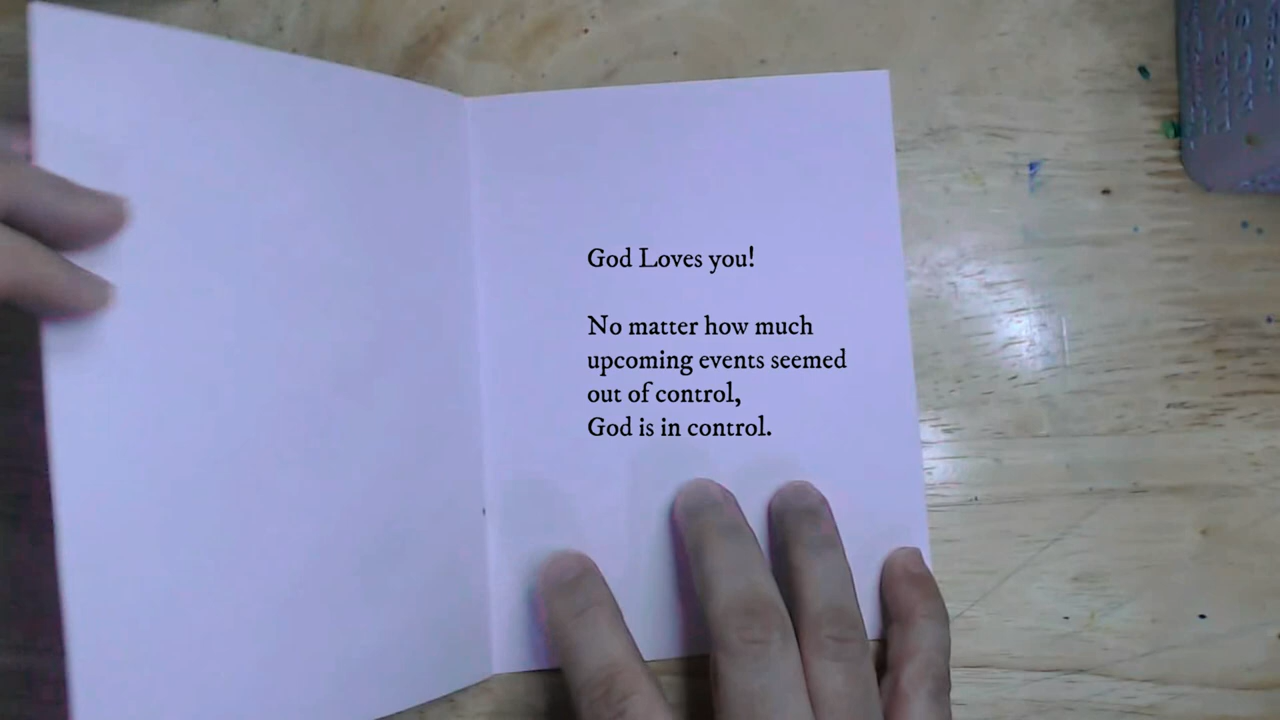 God Loves you!
No matter how much
upcoming events seemed
out of control,
God is in control.